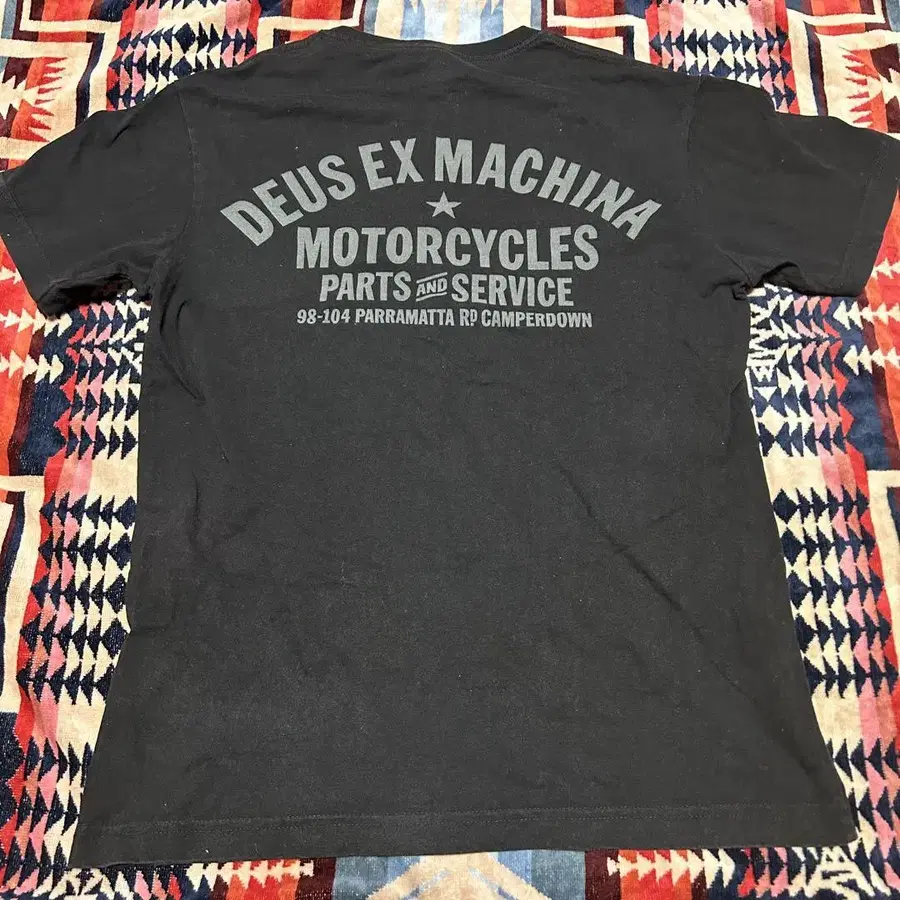 DEUS EX MACHINA
MOTORCYCLES
PARTS AND SERVICE
98-104 PARRAMATTA RD CAMPERDOWN